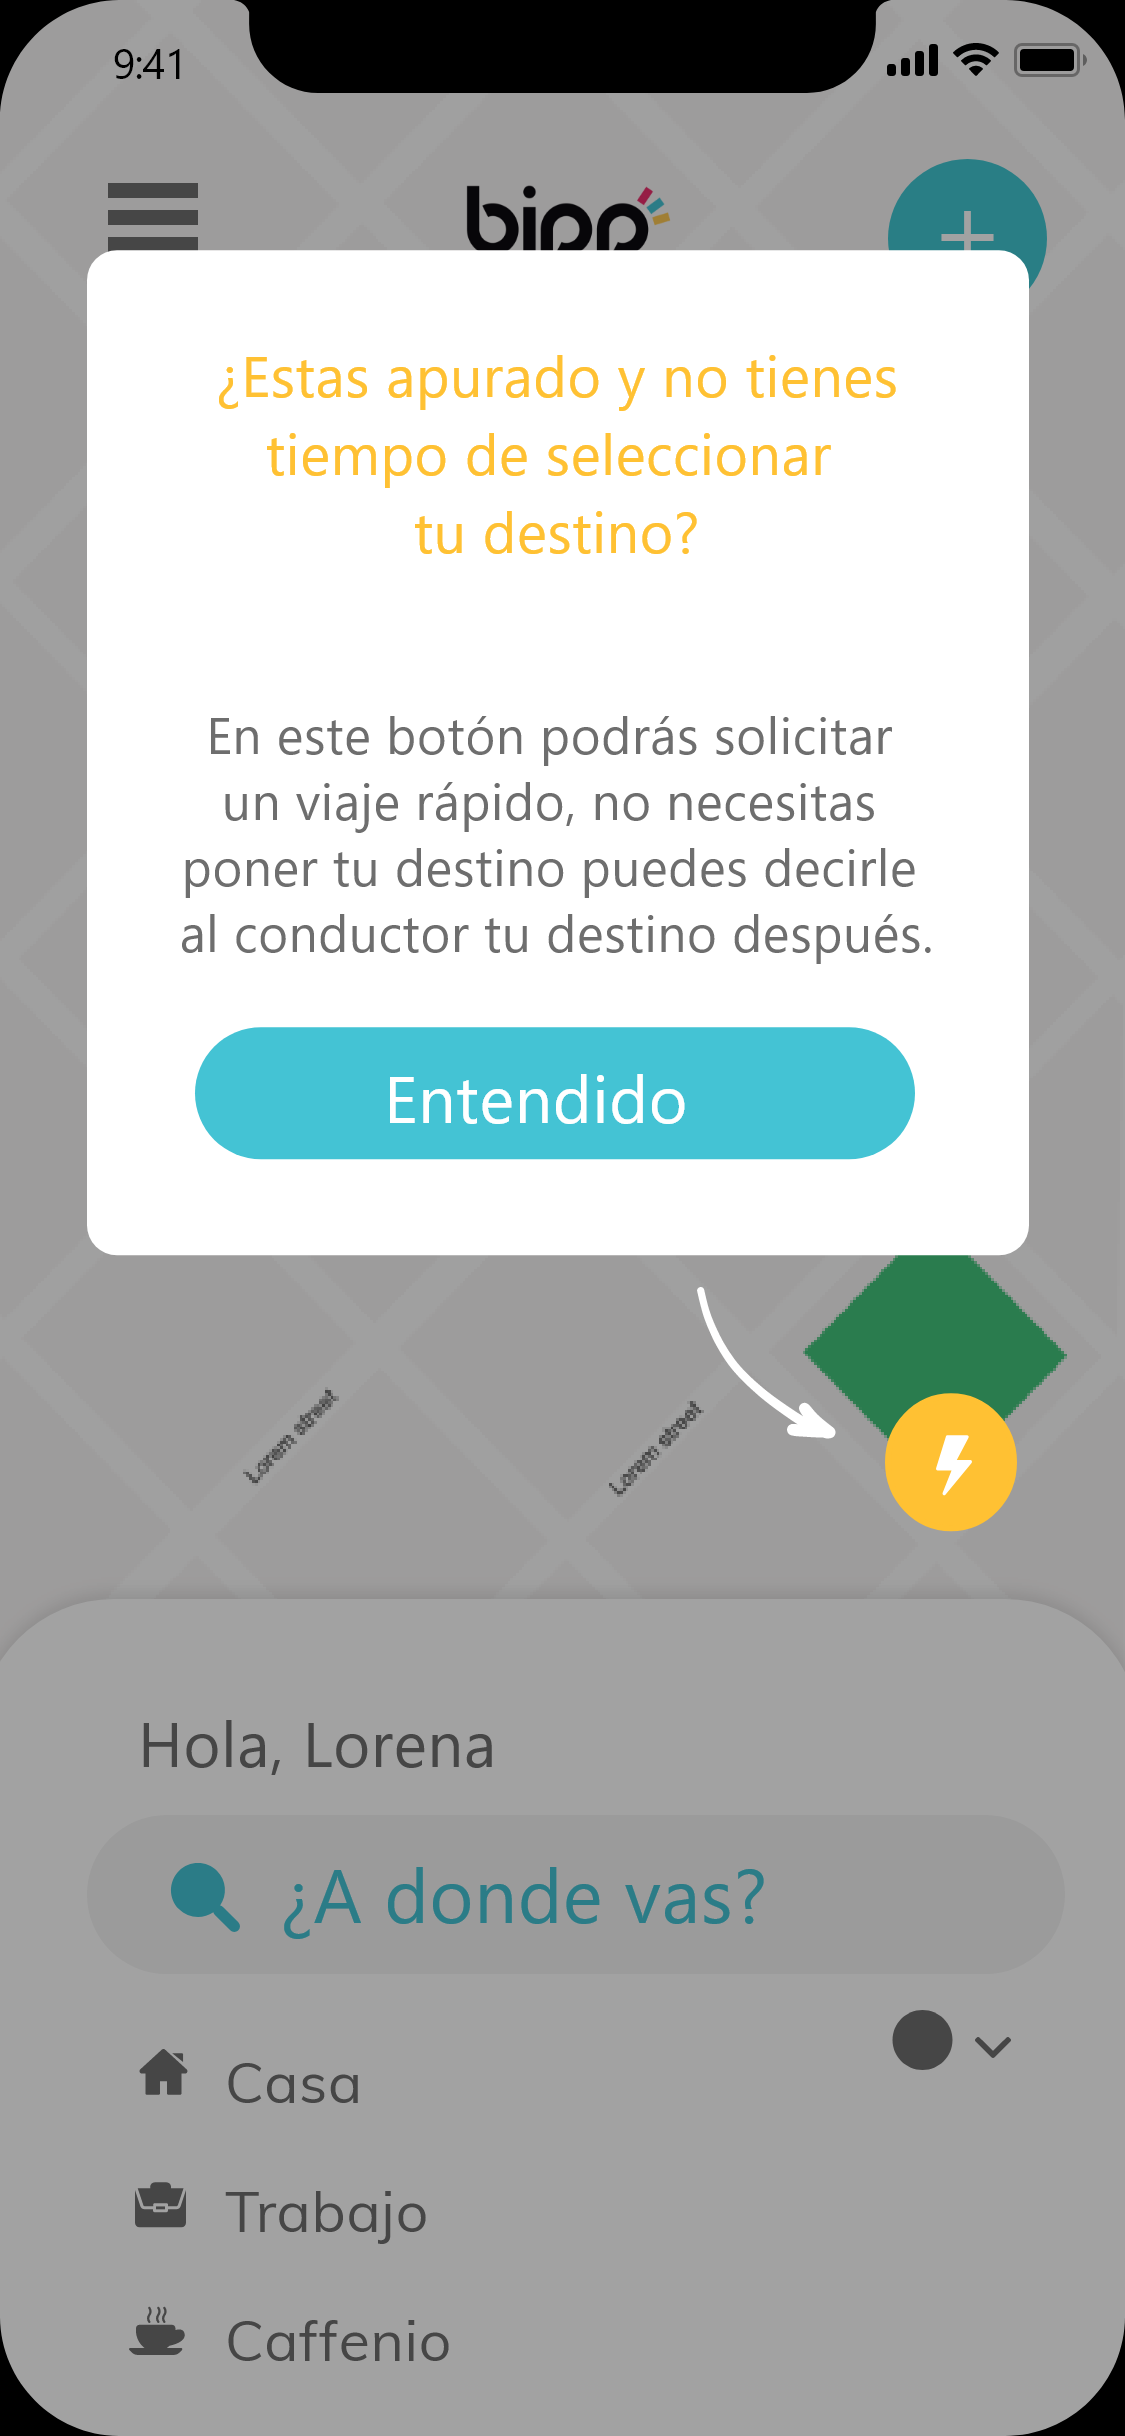 9:41
bipp
¿Estas apurado y no tienes
tiempo de seleccionar
tu destino?
En este botón podrás solicitar
un viaje rápido, no necesitas
poner tu destino puedes decirle
al conductor tu destino después.
Entendido
Lorem street
Lorem street
Hola, Lorena
¿A donde vas?
Casa
Trabajo
Caffenio